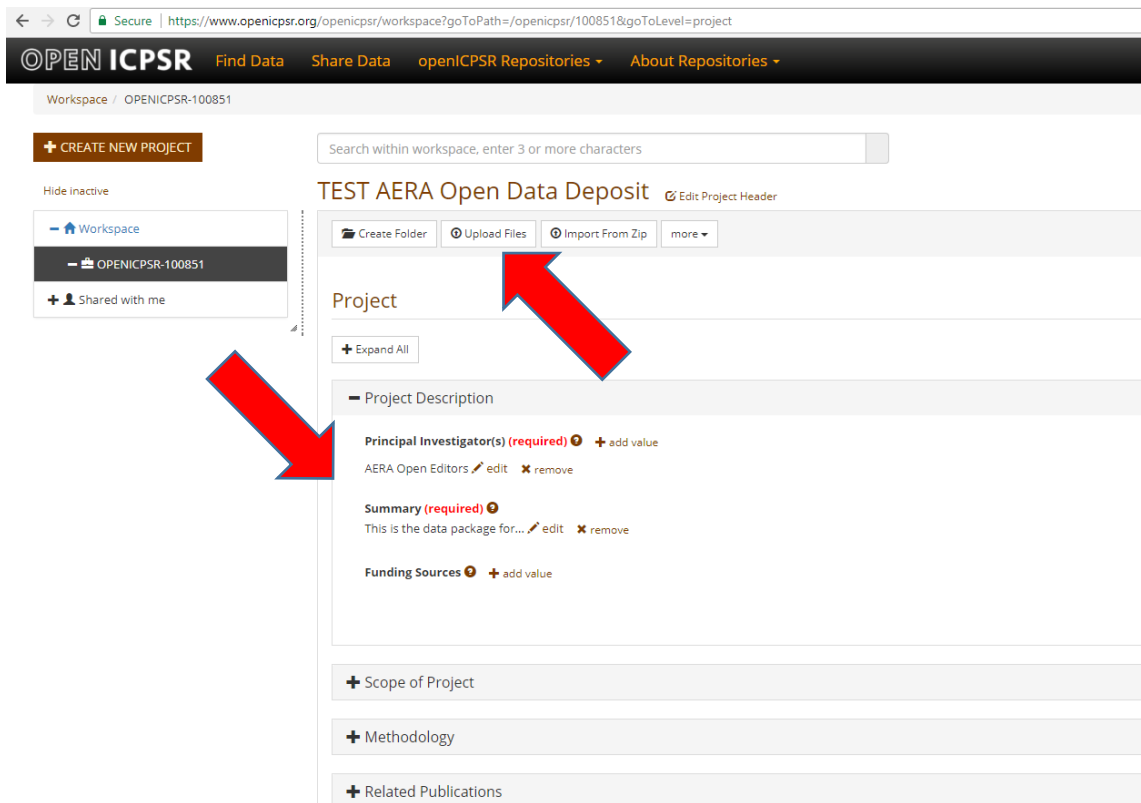 Secure | https://www.openicpsr.org/openicpsr/workspace?goToPath=/openicpsr/100851&goToLevel=project
OPEN ICPSR Find Data Share Data openICPSR Repositories About Repositories
Workspace / OPENICPSR-100851
+ CREATE NEW PROJECT
Search within workspace, enter 3 or more characters
Hide inactive
TEST AERA Open Data Deposit Edit Project Header
Workspace
OPENICPSR-100851
Shared with me
Create Folder Upload Files Import From Zip more
Project
+ Expand All
Project Description
Principal Investigator(s) (required) + add value
AERA Open Editors edit remove
Summary (required)
This is the data package for... edit remove
Funding Sources + add value
+ Scope of Project
+ Methodology
+ Related Publications